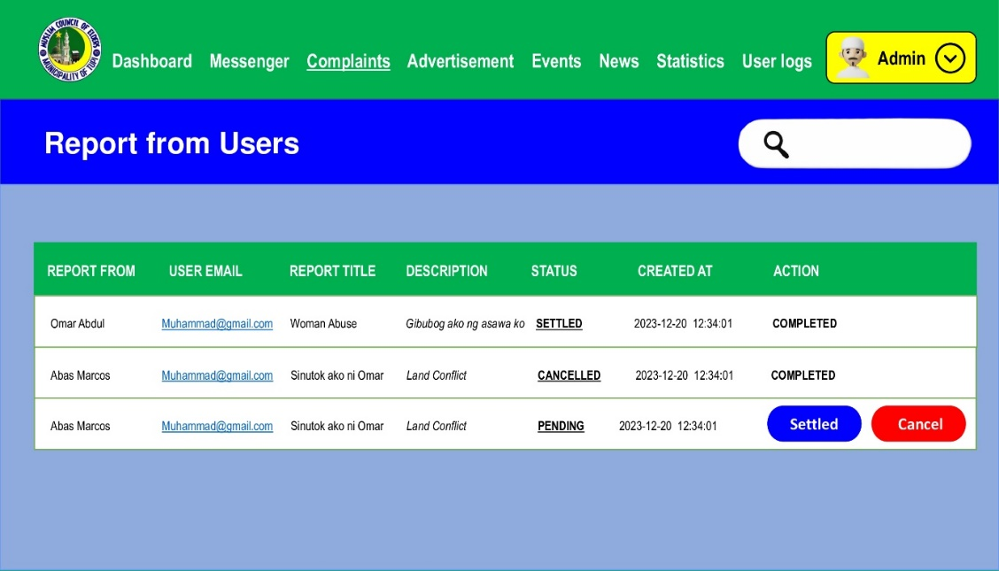 MUSLIM COUNCIL OF ELDERS
MUNICIPALITY OF
Dashboard Messenger Complaints Advertisement Events News Statistics User logs Admin
Report from Users
REPORT FROM USER EMAIL REPORT TITLE DESCRIPTION STATUS CREATED AT ACTION
Omar Abdul Muhammad@gmail.com Woman Abuse Gibubog ako ng asawa ko SETTLED 2023-12-20 12:34:01 COMPLETED
Abas Marcos Muhammad@gmail.com Sinutok ako ni Omar Land Conflict CANCELLED 2023-12-20 12:34:01 COMPLETED
Abas Marcos Muhammad@gmail.com Sinutok ako ni Omar Land Conflict PENDING 2023-12-20 12:34:01 Settled Cancel